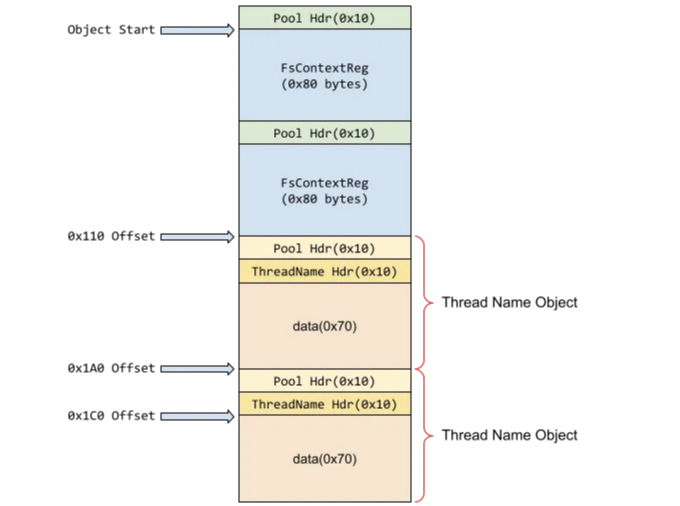 Pool Hdr(0x10)
Object Start
FsContextReg
(0x80 bytes)
Pool Hdr(0x10)
FsContextReg
(0x80 bytes)
0x110 Offset
Pool Hdr(0x10)
ThreadName Hdr(0x10)
Thread Name Object
data(0x70)
0x1A0 Offset
Pool Hdr(0x10)
ThreadName Hdr(0x10)
0x1C0 Offset
Thread Name Object
data(0x70)